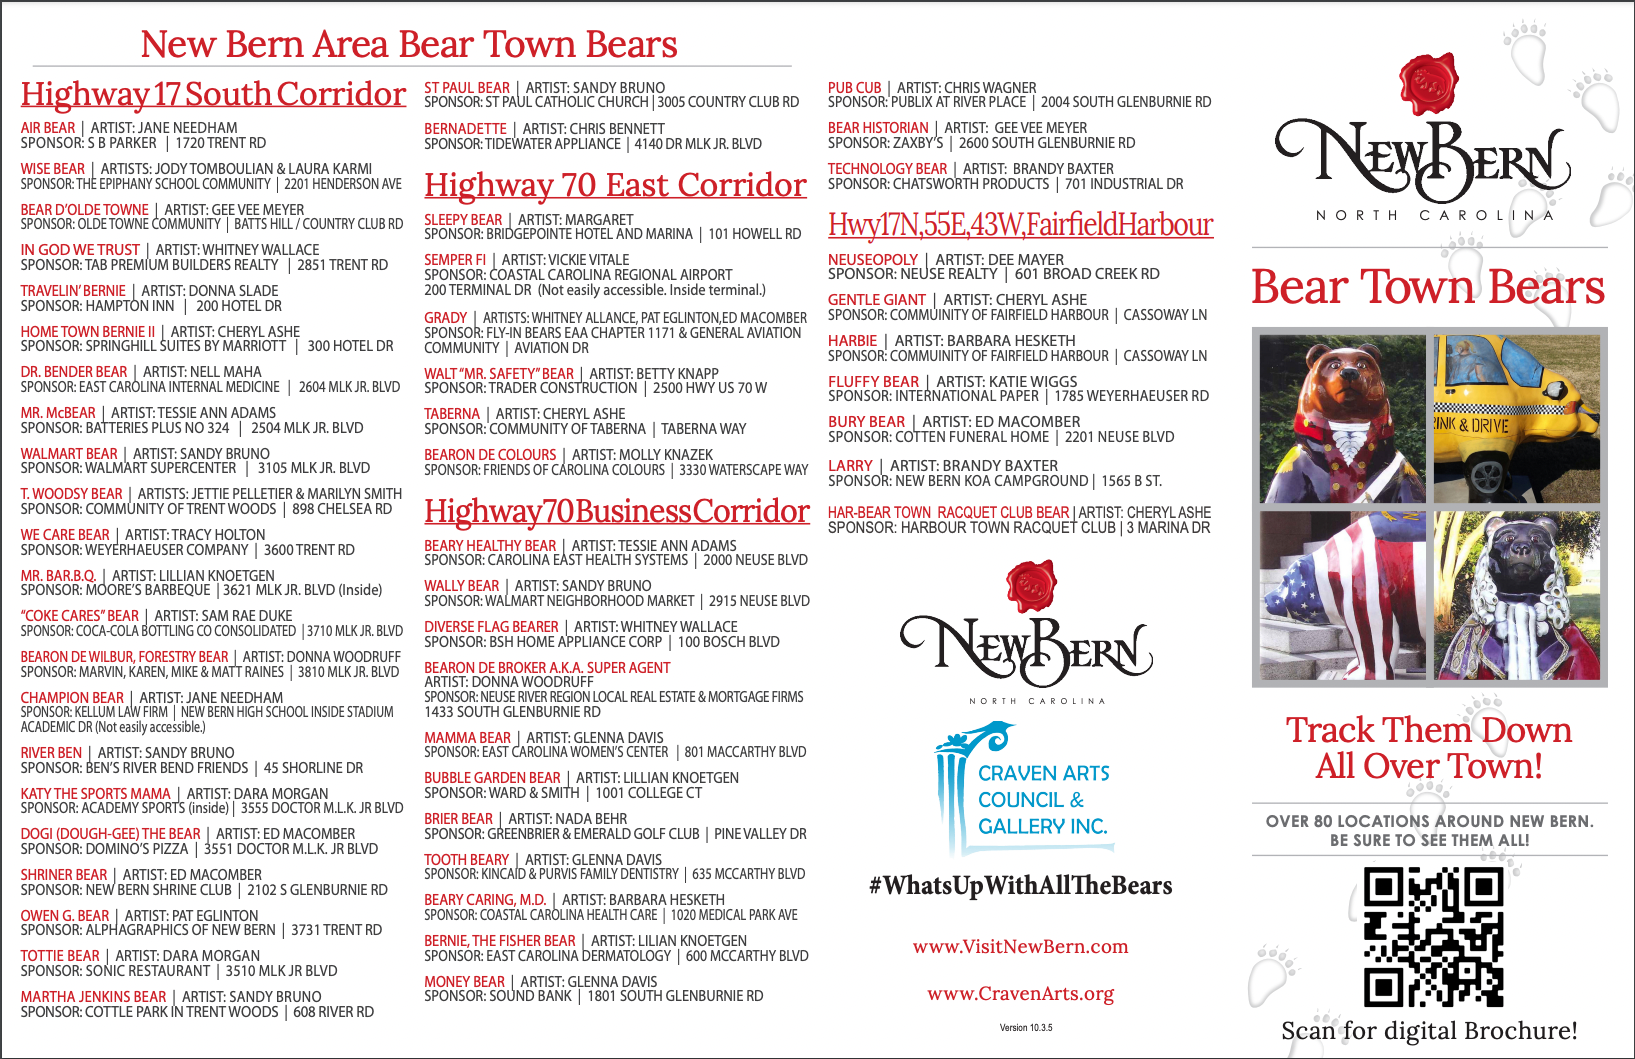 New Bern Area Bear Town Bears
Highway 17 South Corridor
AIR BEAR | ARTIST: JANE NEEDHAM
SPONSOR: S B PARKER | 1720 TRENT RD
WISE BEAR | ARTISTS: JODY TOMBOULIAN & LAURA KARMI
SPONSOR: THE EPIPHANY SCHOOL COMMUNITY | 2201 HENDERSON AVE
BEAR D'OLDE TOWNE | ARTIST: GEE VEE MEYER
SPONSOR: OLDE TOWNE COMMUNITY | BATTS HILL / COUNTRY CLUB RD
IN GOD WE TRUST | ARTIST: WHITNEY WALLACE
SPONSOR: TAB PREMIUM BUILDERS REALTY | 2851 TRENT RD
TRAVELIN' BERNIE | ARTIST: DONNA SLADE
SPONSOR: HAMPTON INN | 200 HOTEL DR
HOME TOWN BERNIE II | ARTIST: CHERYL ASHE
SPONSOR: SPRINGHILL SUITES BY MARRIOTT | 300 HOTEL DR
DR. BENDER BEAR | ARTIST: NELL MAHA
SPONSOR: EAST CAROLINA INTERNAL MEDICINE | 2604 MLK JR. BLVD
MR. McBEAR | ARTIST: TESSIE ANN ADAMS
SPONSOR: BATTERIES PLUS NO 324 | 2504 MLK JR. BLVD
WALMART BEAR | ARTIST: SANDY BRUNO
SPONSOR: WALMART SUPERCENTER | 3105 MLK JR. BLVD
T. WOODSY BEAR | ARTISTS: JETTIE PELLETIER & MARILYN SMITH
SPONSOR: COMMUNITY OF TRENT WOODS | 898 CHELSEA RD
WE CARE BEAR | ARTIST: TRACY HOLTON
SPONSOR: WEYERHAEUSER COMPANY | 3600 TRENT RD
MR. BAR.B.Q. | ARTIST: LILLIAN KNOETGEN
SPONSOR: MOORE'S BARBEQUE | 3621 MLK JR. BLVD (Inside)
"COKE CARES" BEAR | ARTIST: SAM RAE DUKE
SPONSOR: COCA-COLA BOTTLING CO CONSOLIDATED | 3710 MLK JR. BLVD
BEARON DE WILBUR, FORESTRY BEAR | ARTIST: DONNA WOODRUFF
SPONSOR: MARVIN, KAREN, MIKE & MATT RAINES | 3810 MLK JR. BLVD
CHAMPION BEAR | ARTIST: JANE NEEDHAM
SPONSOR: KELLUM LAW FIRM | NEW BERN HIGH SCHOOL INSIDE STADIUM
ACADEMIC DR (Not easily accessible.)
RIVER BEN | ARTIST: SANDY BRUNO
SPONSOR: BEN'S RIVER BEND FRIENDS | 45 SHORLINE DR
KATY THE SPORTS MAMA | ARTIST: DARA MORGAN
SPONSOR: ACADEMY SPORTS (inside) | 3555 DOCTOR M.L.K. JR BLVD
DOGI (DOUGH-GEE) THE BEAR | ARTIST: ED MACOMBER
SPONSOR: DOMINO'S PIZZA | 3551 DOCTOR M.L.K. JR BLVD
SHRINER BEAR | ARTIST: ED MACOMBER
SPONSOR: NEW BERN SHRINE CLUB | 2102 S GLENBURNIE RD
OWEN G. BEAR | ARTIST: PAT EGLINTON
SPONSOR: ALPHAGRAPHICS OF NEW BERN | 3731 TRENT RD
TOTTIE BEAR | ARTIST: DARA MORGAN
SPONSOR: SONIC RESTAURANT | 3510 MLK JR BLVD
MARTHA JENKINS BEAR | ARTIST: SANDY BRUNO
SPONSOR: COTTLE PARK IN TRENT WOODS | 608 RIVER RD
ST PAUL BEAR | ARTIST: SANDY BRUNO
SPONSOR: ST PAUL CATHOLIC CHURCH | 3005 COUNTRY CLUB RD
BERNADETTE | ARTIST: CHRIS BENNETT
SPONSOR: TIDEWATER APPLIANCE | 4140 DR MLK JR. BLVD
Highway 70 East Corridor
SLEEPY BEAR | ARTIST: MARGARET
SPONSOR: BRIDGEPOINTE HOTEL AND MARINA | 101 HOWELL RD
SEMPER FI | ARTIST: VICKIE VITALE
SPONSOR: COASTAL CAROLINA REGIONAL AIRPORT
200 TERMINAL DR (Not easily accessible. Inside terminal.)
GRADY | ARTISTS: WHITNEY ALLANCE, PAT EGLINTON,ED MACOMBER
SPONSOR: FLY-IN BEARS EAA CHAPTER 1171 & GENERAL AVIATION
COMMUNITY | AVIATION DR
WALT "MR. SAFETY" BEAR | ARTIST: BETTY KNAPP
SPONSOR: TRADER CONSTRUCTION | 2500 HWY US 70 W
TABERNA | ARTIST: CHERYL ASHE
SPONSOR: COMMUNITY OF TABERNA | TABERNA WAY
BEARON DE COLOURS | ARTIST: MOLLY KNAZEK
SPONSOR: FRIENDS OF CAROLINA COLOURS | 3330 WATERSCAPE WAY
Highway 70 Business Corridor
BEARY HEALTHY BEAR | ARTIST: TESSIE ANN ADAMS
SPONSOR: CAROLINA EAST HEALTH SYSTEMS | 2000 NEUSE BLVD
WALLY BEAR | ARTIST: SANDY BRUNO
SPONSOR: WALMART NEIGHBORHOOD MARKET | 2915 NEUSE BLVD
DIVERSE FLAG BEARER | ARTIST: WHITNEY WALLACE
SPONSOR: BSH HOME APPLIANCE CORP | 100 BOSCH BLVD
BEARON DE BROKER A.K.A. SUPER AGENT
ARTIST: DONNA WOODRUFF
SPONSOR: NEUSE RIVER REGION LOCAL REAL ESTATE & MORTGAGE FIRMS
1433 SOUTH GLENBURNIE RD
MAMMA BEAR | ARTIST: GLENNA DAVIS
SPONSOR: EAST CAROLINA WOMEN'S CENTER | 801 MACCARTHY BLVD
BUBBLE GARDEN BEAR | ARTIST: LILLIAN KNOETGEN
SPONSOR: WARD & SMITH | 1001 COLLEGE CT
BRIER BEAR | ARTIST: NADA BEHR
SPONSOR: GREENBRIER & EMERALD GOLF CLUB | PINE VALLEY DR
TOOTH BEARY | ARTIST: GLENNA DAVIS
SPONSOR: KINCAID & PURVIS FAMILY DENTISTRY | 635 MCCARTHY BLVD
BEARY CARING, M.D. | ARTIST: BARBARA HESKETH
SPONSOR: COASTAL CAROLINA HEALTH CARE | 1020 MEDICAL PARK AVE
BERNIE, THE FISHER BEAR | ARTIST: LILIAN KNOETGEN
SPONSOR: EAST CAROLINA DERMATOLOGY | 600 MCCARTHY BLVD
MONEY BEAR | ARTIST: GLENNA DAVIS
SPONSOR: SOUND BANK | 1801 SOUTH GLENBURNIE RD
PUB CUB | ARTIST: CHRIS WAGNER
SPONSOR: PUBLIX AT RIVER PLACE | 2004 SOUTH GLENBURNIE RD
BEAR HISTORIAN | ARTIST: GEE VEE MEYER
SPONSOR: ZAXBY'S | 2600 SOUTH GLENBURNIE RD
TECHNOLOGY BEAR | ARTIST: BRANDY BAXTER
SPONSOR: CHATSWORTH PRODUCTS | 701 INDUSTRIAL DR
Hwy 17N, 55E, 43W, Fairfield Harbour
NEUSEOPOLY | ARTIST: DEE MAYER
SPONSOR: NEUSE REALTY | 601 BROAD CREEK RD
GENTLE GIANT | ARTIST: CHERYL ASHE
SPONSOR: COMMUINITY OF FAIRFIELD HARBOUR | CASSOWAY LN
HARBIE | ARTIST: BARBARA HESKETH
SPONSOR: COMMUINITY OF FAIRFIELD HARBOUR | CASSOWAY LN
FLUFFY BEAR | ARTIST: KATIE WIGGS
SPONSOR: INTERNATIONAL PAPER | 1785 WEYERHAEUSER RD
BURY BEAR | ARTIST: ED MACOMBER
SPONSOR: COTTEN FUNERAL HOME | 2201 NEUSE BLVD
LARRY | ARTIST: BRANDY BAXTER
SPONSOR: NEW BERN KOA CAMPGROUND | 1565 B ST.
HAR-BEAR TOWN RACQUET CLUB BEAR | ARTIST: CHERYL ASHE
SPONSOR: HARBOUR TOWN RACQUET CLUB | 3 MARINA DR
NEW BERN
NORTH CAROLINA
CRAVEN ARTS
COUNCIL &
GALLERY INC.
#WhatsUpWithAllTheBears
www.VisitNewBern.com
www.CravenArts.org
Version 10.3.5
NEW BERN
NORTH CAROLINA
Bear Town Bears
INK & DRIVE
Track Them Down
All Over Town!
OVER 80 LOCATIONS AROUND NEW BERN.
BE SURE TO SEE THEM ALL!
Scan for digital Brochure!